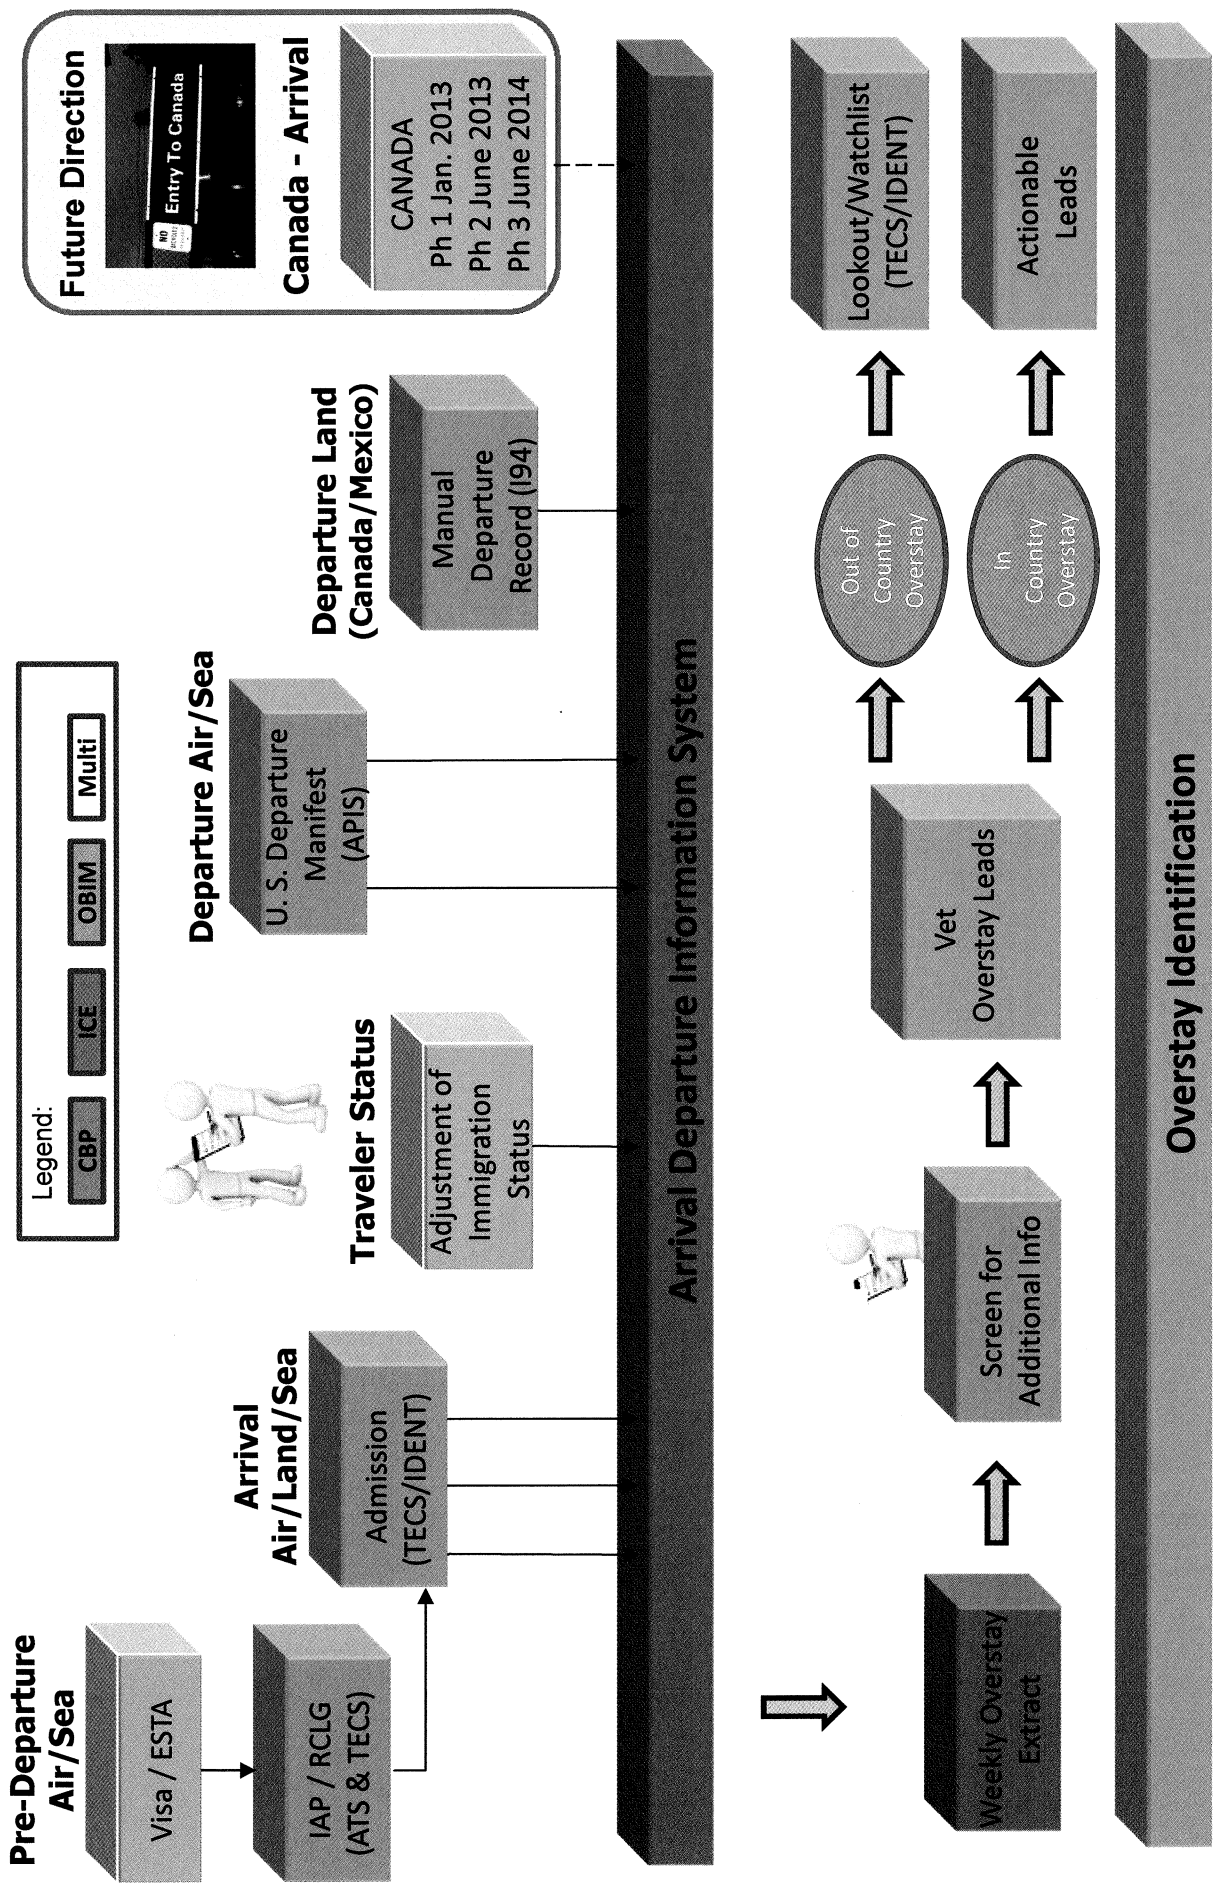 Legend:
CBP
ICE
OBIM
Multi
Pre-Departure
Air/Sea
Visa / ESTA
IAP / RCLG
(ATS & TECS)
Arrival
Air/Land/Sea
Admission
(TECS/IDENT)
Traveler Status
Adjustment of
Immigration
Status
Departure Air/Sea
U. S. Departure
Manifest
(APIS)
Departure Land
(Canada/Mexico)
Manual
Departure
Record (I94)
Future Direction
NO
Entry To Canada
Canada - Arrival
CANADA
Ph 1 Jan. 2013
Ph 2 June 2013
Ph 3 June 2014
Arrival Departure Information System
Weekly Overstay
Extract
Screen for
Additional Info
Vet
Overstay Leads
Out of
Country
Overstay
Lookout/Watchlist
(TECS/IDENT)
In
Country
Overstay
Actionable
Leads
Overstay Identification